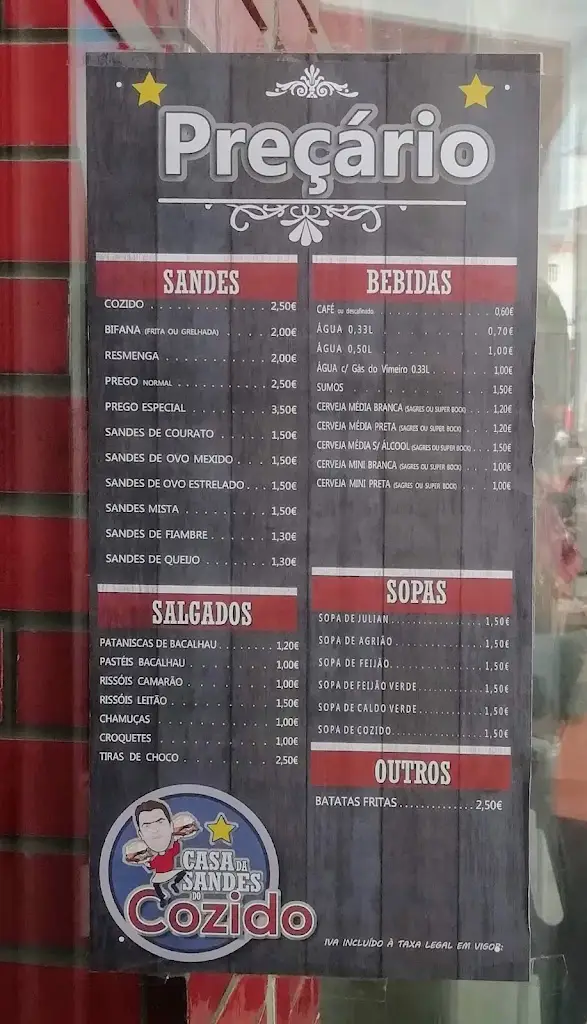 Preçário
SANDES
COZIDO . . . . . . . . . . . . 2,50€
BIFANA (FRITA OU GRELHADA) . . . . . 2,00€
RESMENGA . . . . . . . . . . 2,00€
PREGO NORMAL . . . . . . . . . 2,50€
PREGO ESPECIAL . . . . . . . . 3,50€
SANDES DE COURATO . . . . . 1,50€
SANDES DE OVO MEXIDO . . . . 1,50€
SANDES DE OVO ESTRELADO . . . 1,50€
SANDES MISTA . . . . . . . . 1,50€
SANDES DE FIAMBRE . . . . . . 1,30€
SANDES DE QUEIJO . . . . . . . 1,30€
SALGADOS
PATANISCAS DE BACALHAU . . . . . . . 1,20€
PASTÉIS BACALHAU . . . . . . . . 1,00€
RISSÓIS CAMARÃO . . . . . . . . 1,00€
RISSÓIS LEITÃO . . . . . . . . . 1,50€
CHAMUÇAS . . . . . . . . . . 1,00€
CROQUETES . . . . . . . . . . 1,00€
TIRAS DE CHOCO . . . . . . . . 2,50€
BEBIDAS
CAFÉ ou descafeinado . . . . . . . . . 0,60€
ÁGUA 0,33L . . . . . . . . . . 0,70€
ÁGUA 0,50L . . . . . . . . . . 1,00€
ÁGUA c/ Gás do Vimeiro 0.33L . . . . . 1,00€
SUMOS . . . . . . . . . . . . 1,50€
CERVEJA MÉDIA BRANCA (SAGRES OU SUPER BOCK) . . . . 1,20€
CERVEJA MÉDIA PRETA (SAGRES OU SUPER BOCK) . . . . 1,20€
CERVEJA MÉDIA S/ ÁLCOOL (SAGRES OU SUPER BOCK) . . . 1.50€
CERVEJA MINI BRANCA (SAGRES OU SUPER BOCK) . . . . 1,00€
CERVEJA MINI PRETA (SAGRES OU SUPER BOCK) . . . . 1,00€
SOPAS
SOPA DE JULIAN . . . . . . . . . 1,50€
SOPA DE AGRIÃO . . . . . . . . 1,50€
SOPA DE FEIJÃO . . . . . . . . . 1,50€
SOPA DE FEIJÃO VERDE . . . . . . 1,50€
SOPA DE CALDO VERDE . . . . . . 1,50€
SOPA DE COZIDO . . . . . . . . 1,50€
OUTROS
BATATAS FRITAS . . . . . . . . . . . . . 2,50€
CASA DA
SANDES
DO
Cozido
IVA INCLUÍDO À TAXA LEGAL EM VIGOR.